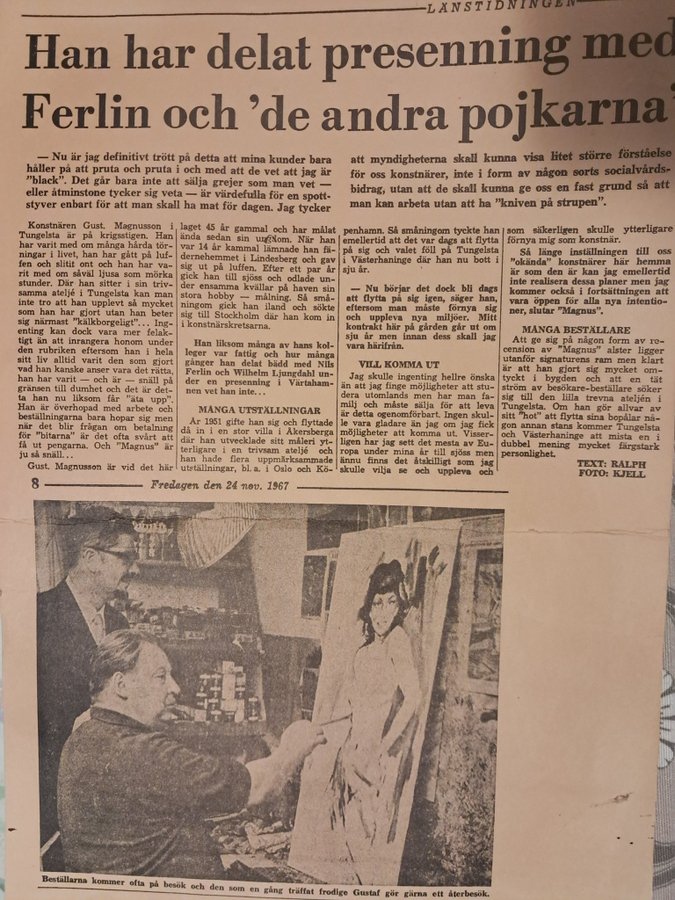 LÄNSTIDNINGEN
Han har delat presenning med
Ferlin och 'de andra pojkarna'
— Nu är jag definitivt trött på detta att mina kunder bara
håller på att pruta och pruta i och med att de vet att jag är
"black". Det går bara inte att sälja grejer som man vet —
eller åtminstone tycker sig veta — är värdefulla för en spott-
styver enbart för att man skall ha mat för dagen. Jag tycker
att myndigheterna skall kunna visa litet större förståelse
för oss konstnärer, inte i form av någon sorts socialvårds-
bidrag, utan att de skall kunna ge oss en fast grund så att
man kan arbeta utan att ha "kniven på strupen".
Konstnären Gust. Magnusson i
Tungelsta är på krigsstigen. Han
har varit med om många hårda tör-
ningar i livet, han har gått på luf-
fen och slitit ont och han har va-
rit med om såväl ljusa som mörka
stunder. Där han sitter i sin triv-
samma ateljé i Tungelsta kan man
inte tro att han upplevt så mycket
som han har gjort utan han beter
sig närmast "kälkborgeligt"... In-
genting kan dock vara mer felak-
tigt än att inrangera honom under
den rubriken eftersom han i hela
sitt liv alltid varit den som gjort
vad han kanske anser vara det rätta,
han har varit — och är — snäll på
gränsen till dumhet och det är det-
ta han nu liksom får "äta upp".
Han är överhopad med arbete och
beställningarna bara hopar sig men
när det blir frågan om betalning
för "bitarna" är det ofta svårt att
få ut pengarna. Och "Magnus" är
ju så snäll...
Gust. Magnusson är vid det här
laget 45 år gammal och har målat
ända sedan sin ungdom. När han
var 14 år kammal lämnade han fä-
dernehemmet i Lindesberg och gav
sig ut på luffen. Efter ett par år
gick han till sjöss och odlade un-
der ensamma kvällar på haven sin
stora hobby — målning. Så små-
ningom gick han iland och sökte
sig till Stockholm där han kom in
i konstnärskretsarna.
Han liksom många av hans kol-
leger var fattig och hur många
gånger han delat bädd med Nils
Ferlin och Wilhelm Ljungdahl un-
der en presenning i Värtaham-
nen vet han inte...
MÅNGA UTSTÄLLNINGAR
År 1951 gifte han sig och flyttade
då in i en stor villa i Åkersberga
där han utvecklade sitt måleri yt-
terligare i en trivsam ateljé och
han hade flera uppmärksammade
utställningar, bl. a. i Oslo och Kö-
penhamn. Så småningom tyckte han
emellertid att det var dags att flytta
på sig och valet föll på Tungelsta
i Västerhaninge där han nu bott i
sju år.
— Nu börjar det dock bli dags
att flytta på sig igen, säger han,
eftersom man måste förnya sig
och uppleva nya miljöer. Mitt
kontrakt här på gården går ut om
sju år men innan dess skall jag
vara härifrån.
VILL KOMMA UT
Jag skulle ingenting hellre önska
än att jag finge möjligheter att stu-
dera utomlands men har man fa-
milj och måste sälja för att leva
är detta ogenomförbart. Ingen skul-
le vara gladare än jag om jag fick
möjligheter att komma ut. Visser-
ligen har jag sett det mesta av Eu-
ropa under mina år till sjöss men
ännu finns det åtskilligt som jag
skulle vilja se och uppleva och
som säkerligen skulle ytterligare
förnya mig som konstnär.
Så länge inställningen till oss
"okända" konstnärer här hemma
är som den är kan jag emellertid
inte realisera dessa planer men jag
kommer också i fortsättningen att
vara öppen för alla nya intentio-
ner, slutar "Magnus".
MÅNGA BESTÄLLARE
Att ge sig på någon form av re-
cension av "Magnus" alster ligger
utanför signaturens ram men klart
är att han gjort sig mycket om-
tyckt i bygden och att en tät
ström av besökare-beställare söker
sig till den lilla trevna ateljén i
Tungelsta. Om han gör allvar av
sitt "hot" att flytta sina bopålar nå-
gon annan stans kommer Tungelsta
och Västerhaninge att mista en i
dubbel mening mycket färgstark
personlighet.
TEXT: RALPH
FOTO: KJELL
8
Fredagen den 24 nov. 1967
Beställarna kommer ofta på besök och den som en gång träffat frodige Gustaf gör gärna ett återbesök.